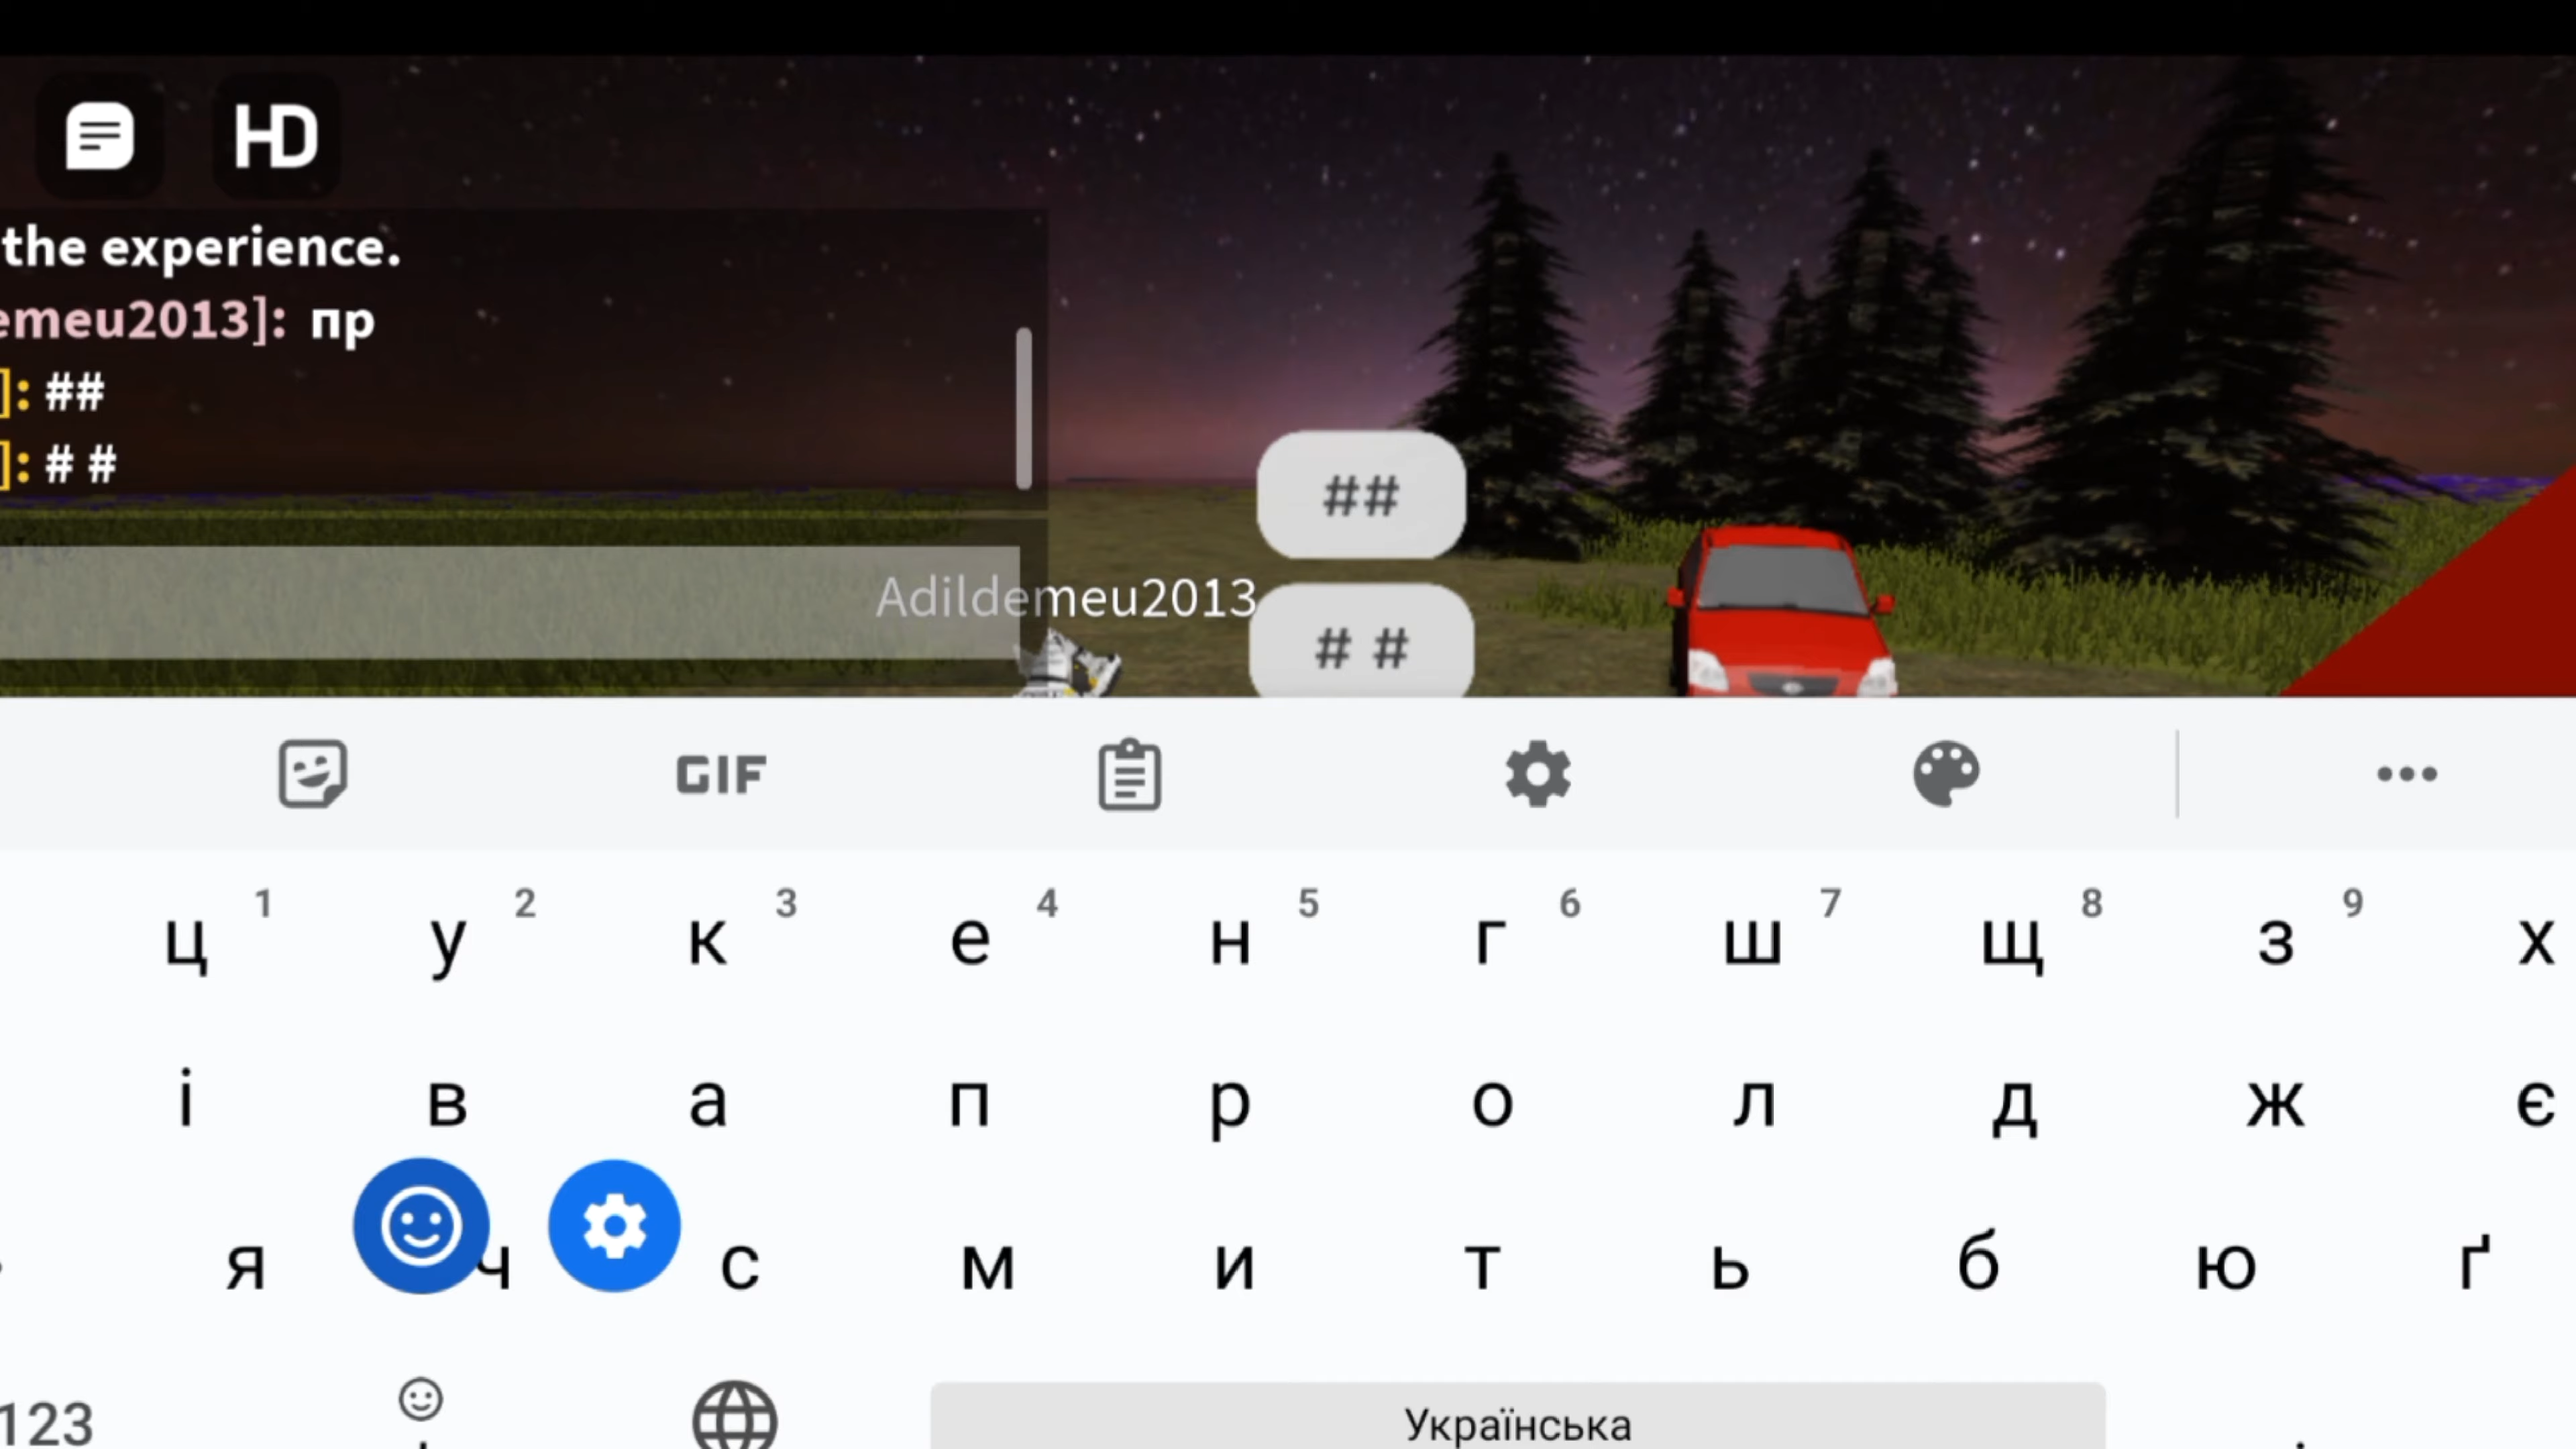 HD
the experience.
emeu2013]: пр
]: ##
]: # #
##
Adildemeu2013
# #
GIF
ц 1 у 2 к 3 е 4 н 5 г 6 ш 7 щ 8 з 9 х
і в а п р о л д ж є
я ч с м и т ь б ю ґ
123
Українська